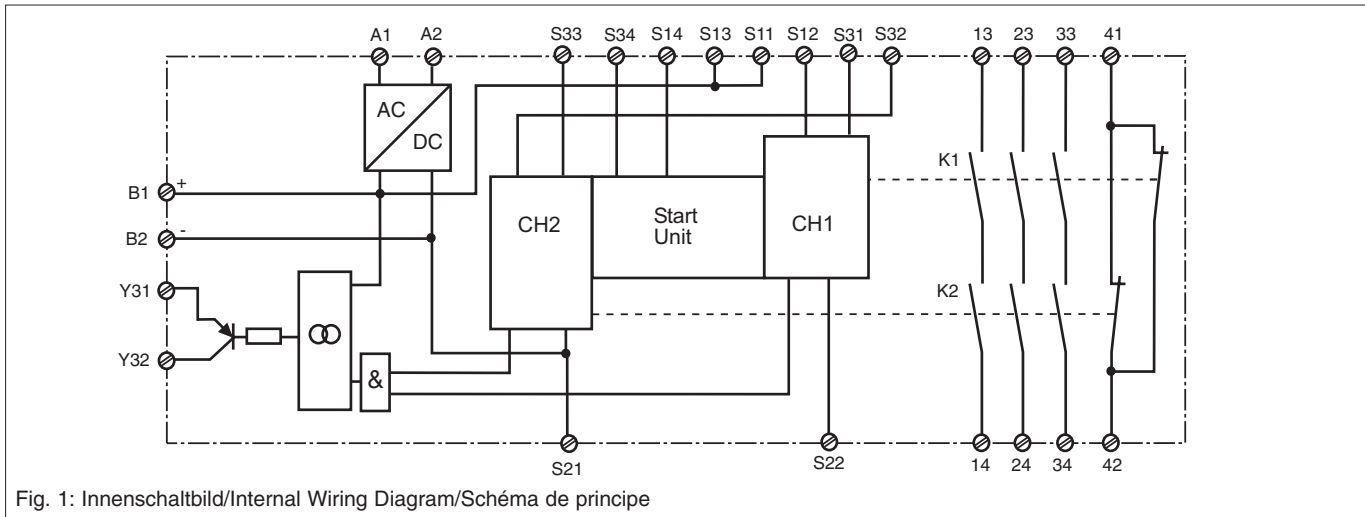 A1 A2 S33 S34 S14 S13 S11 S12 S31 S32 13 23 33 41
AC
DC
B1 +
B2 -
K1
CH2
Start
Unit
CH1
Y31
K2
Y32
&
S21 S22 14 24 34 42
Fig. 1: Innenschaltbild/Internal Wiring Diagram/Schéma de principe